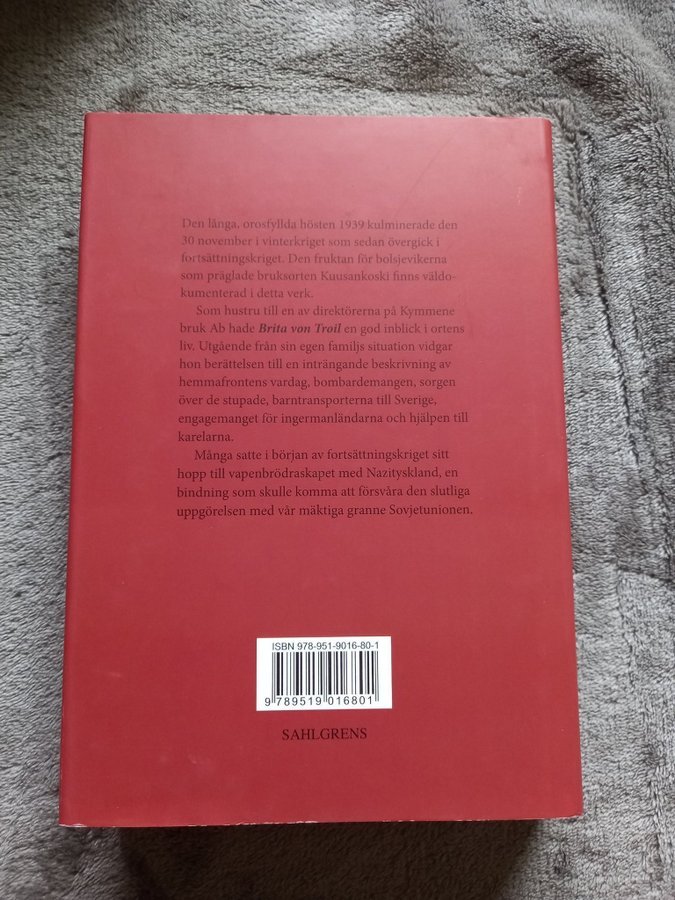 Den långa, orosfyllda hösten 1939 kulminerade den
30 november i vinterkriget som sedan övergick i
fortsättningskriget. Den fruktan för bolsjevikerna
som präglade bruksorten Kuusankoski finns väldo-
kumenterad i detta verk.
Som hustru till en av direktörerna på Kymmene
bruk Ab hade Brita von Troil en god inblick i ortens
liv. Utgående från sin egen familjs situation vidgar
hon berättelsen till en inträngande beskrivning av
hemmafrontens vardag, bombardemangen, sorgen
över de stupade, barntransporterna till Sverige,
engagemanget för ingermanländarna och hjälpen till
karelarna.
Många satte i början av fortsättningskriget sitt
hopp till vapenbrödraskapet med Nazityskland, en
bindning som skulle komma att försvåra den slutliga
uppgörelsen med vår mäktiga granne Sovjetunionen.
ISBN 978-951-9016-80-1
9 789519 016801
SAHLGRENS